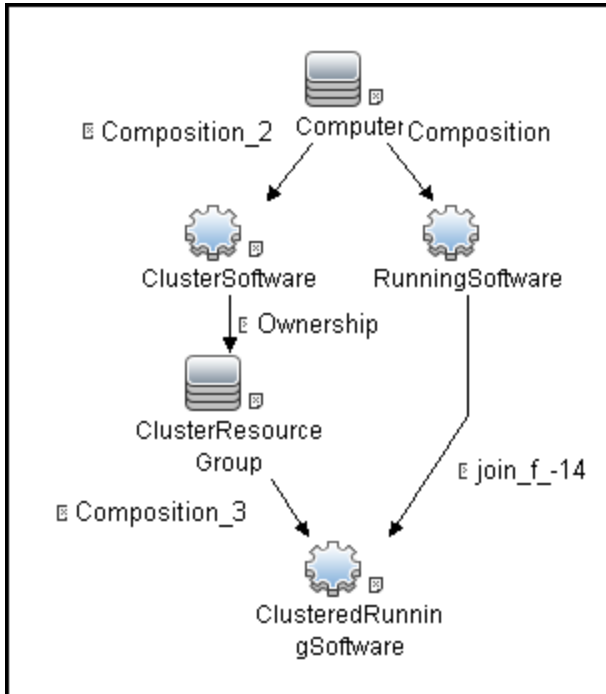 Composition_2
Computer
Composition
ClusterSoftware
RunningSoftware
Ownership
ClusterResource
Group
join_f_-14
Composition_3
ClusteredRunnin
gSoftware